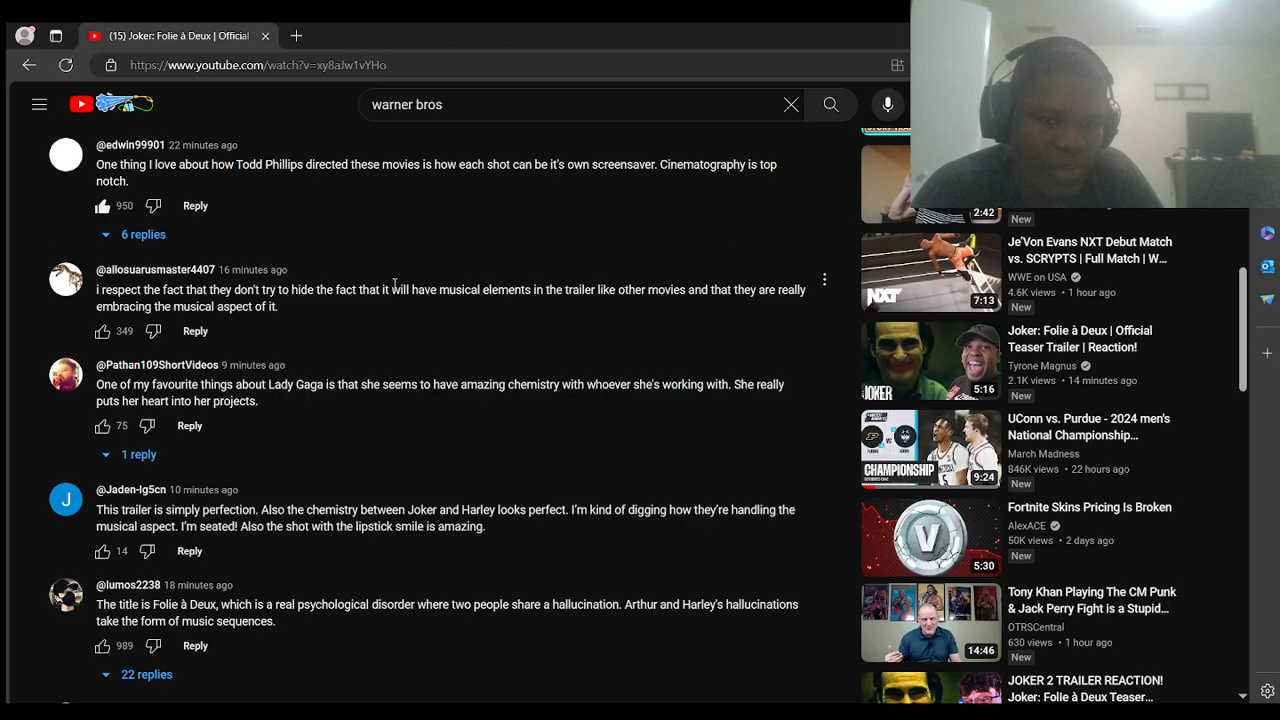 (15) Joker: Folie à Deux | Official
https://www.youtube.com/watch?v=xy8aJw1vYHo
warner bros
@edwin99901 22 minutes ago
One thing I love about how Todd Phillips directed these movies is how each shot can be it's own screensaver. Cinematography is top
notch.
950 Reply
6 replies
@allosuarusmaster4407 16 minutes ago
i respect the fact that they don't try to hide the fact that it will have musical elements in the trailer like other movies and that they are really
embracing the musical aspect of it.
349 Reply
@Pathan109ShortVideos 9 minutes ago
One of my favourite things about Lady Gaga is that she seems to have amazing chemistry with whoever she's working with. She really
puts her heart into her projects.
75 Reply
1 reply
@Jaden-lg5cn 10 minutes ago
This trailer is simply perfection. Also the chemistry between Joker and Harley looks perfect. I'm kind of digging how they're handling the
musical aspect. I'm seated! Also the shot with the lipstick smile is amazing.
14 Reply
@lumos2238 18 minutes ago
The title is Folie à Deux, which is a real psychological disorder where two people share a hallucination. Arthur and Harley's hallucinations
take the form of music sequences.
989 Reply
22 replies
2:42
New
Je'Von Evans NXT Debut Match
vs. SCRYPTS | Full Match | W...
WWE on USA
4.6K views • 1 hour ago
New
NXT
7:13
Joker: Folie à Deux | Official
Teaser Trailer | Reaction!
Tyrone Magnus
2.1K views • 14 minutes ago
New
JOKER
5:16
UConn vs. Purdue - 2024 men's
National Championship...
March Madness
846K views • 22 hours ago
New
CHAMPIONSHIP
9:24
Fortnite Skins Pricing Is Broken
AlexACE
50K views • 2 days ago
New
V
5:30
Tony Khan Playing The CM Punk
& Jack Perry Fight is a Stupid...
OTRSCentral
630 views • 1 hour ago
New
14:46
JOKER 2 TRAILER REACTION!
Joker: Folie à Deux Teaser...